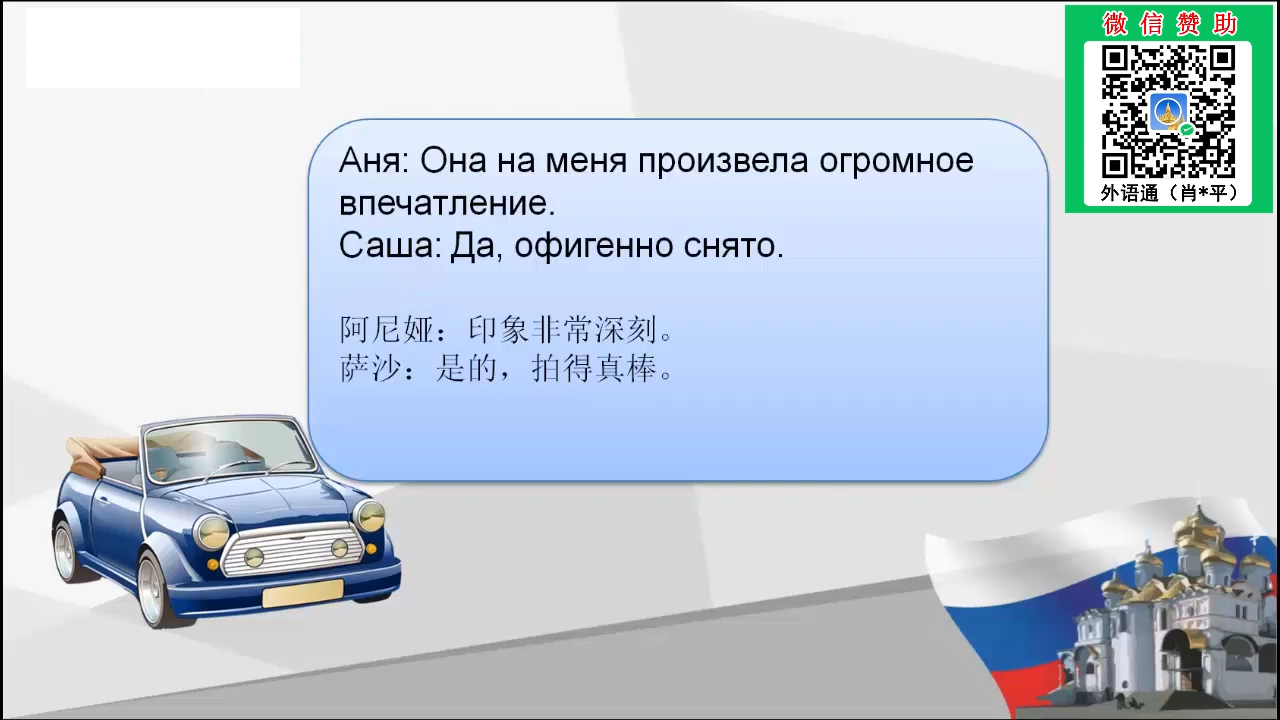 微信赞助
外语通（肖*平）
Аня: Она на меня произвела огромное
впечатление.
Саша: Да, офигенно снято.
阿尼娅：印象非常深刻。
萨沙：是的，拍得真棒。